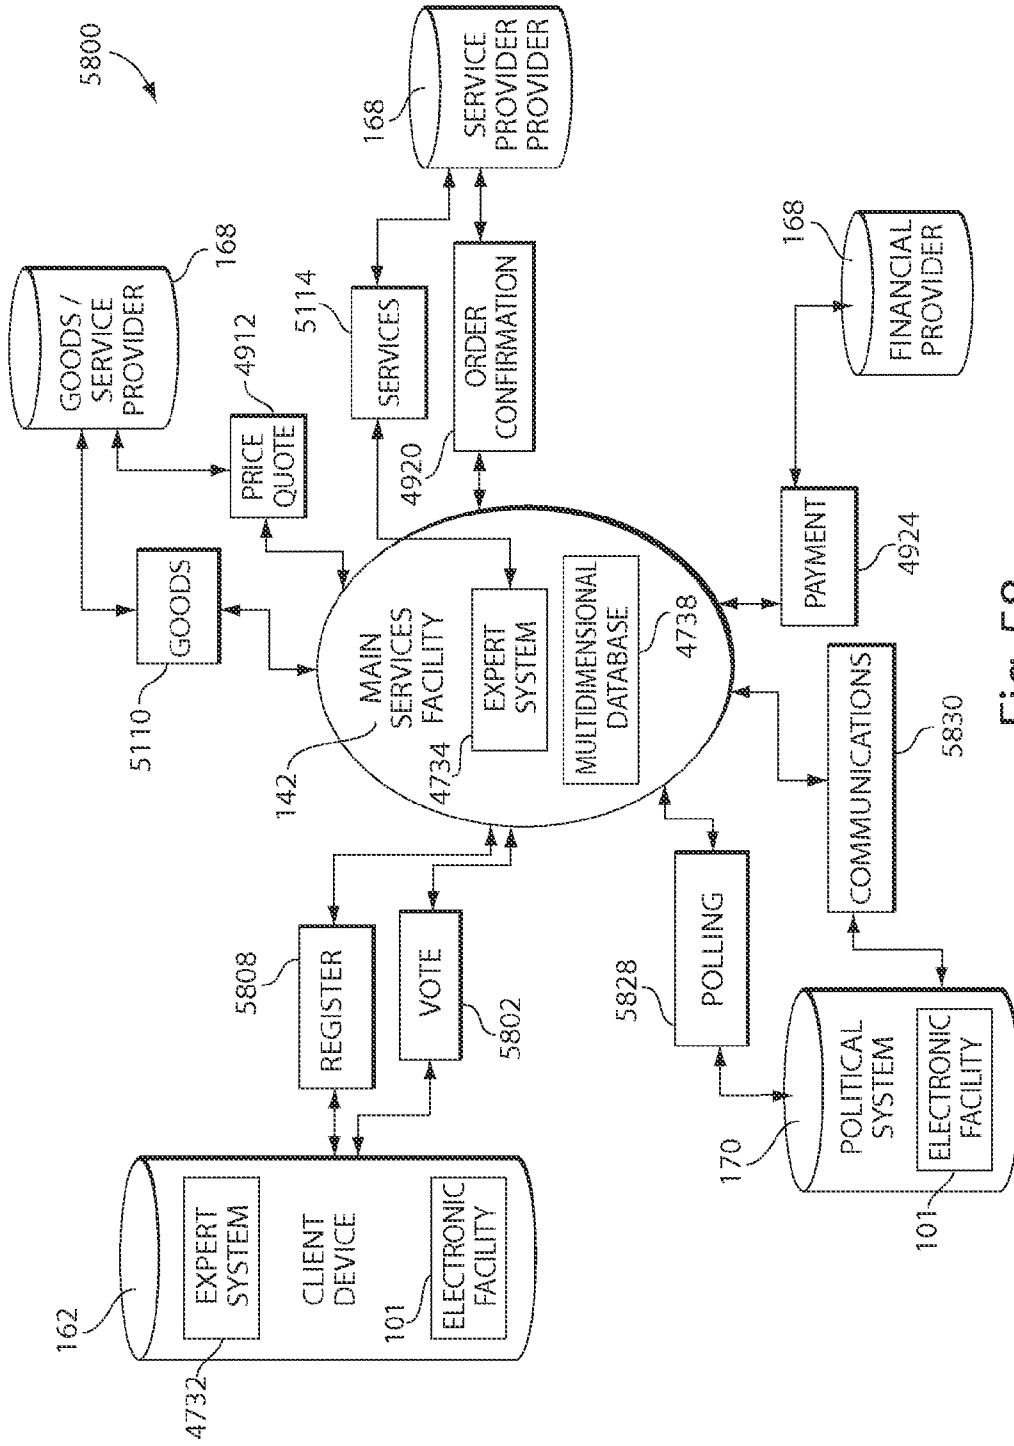 5800
162
EXPERT
SYSTEM
4732
CLIENT
DEVICE
101
ELECTRONIC
FACILITY
5808
REGISTER
VOTE
5802
5110
GOODS
GOODS /
SERVICE
PROVIDER
168
PRICE
QUOTE
4912
142
MAIN
SERVICES
FACILITY
4734
EXPERT
SYSTEM
MULTIDIMENSIONAL
DATABASE
4738
SERVICES
5114
4920
ORDER
CONFIRMATION
168
SERVICE
PROVIDER
PROVIDER
5828
POLLING
170
POLITICAL
SYSTEM
101
ELECTRONIC
FACILITY
COMMUNICATIONS
5830
PAYMENT
4924
168
FINANCIAL
PROVIDER